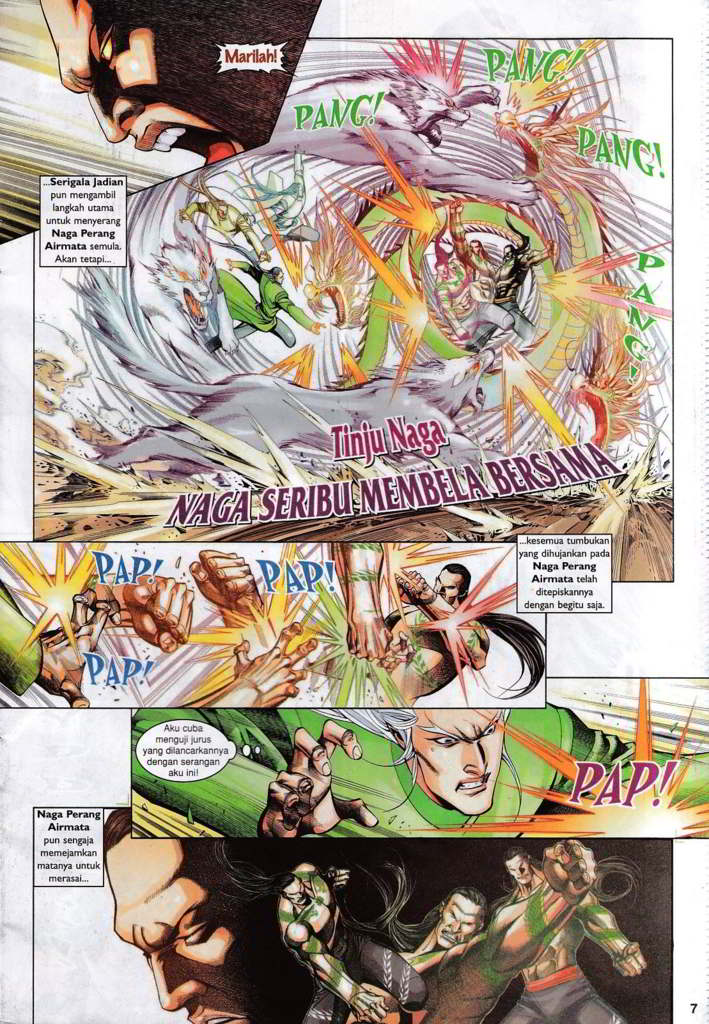 Marilah!
PANG!
PANG!
PANG!
...Serigala Jadian
pun mengambil
langkah utama
untuk menyerang
Naga Perang
Airmata semula.
Akan tetapi...
PANG!
Tinju Naga
NAGA SERIBU MEMBELA BERSAMA
...kesemua tumbukan
yang dihujankan pada
Naga Perang
Airmata telah
ditepiskannya
dengan begitu saja.
PAP!
PAP!
PAP!
Aku cuba
menguji jurus
yang dilancarkannya
dengan serangan
aku ini!
PAP!
Naga Perang
Airmata
pun sengaja
memejamkan
matanya untuk
merasai...
7